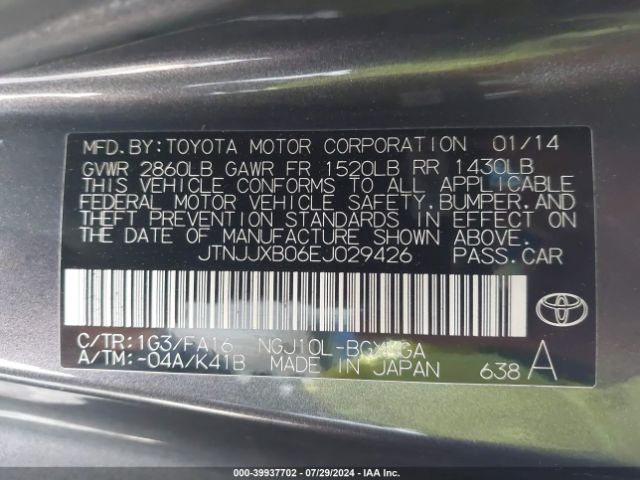 MFD.BY:TOYOTA MOTOR CORPORATION 01/14
GVWR 2860LB GAWR FR 1520LB RR 1430LB
THIS VEHICLE CONFORMS TO ALL APPLICABLE
FEDERAL MOTOR VEHICLE SAFETY,BUMPER,AND
THEFT PREVENTION STANDARDS IN EFFECT ON
THE DATE OF MANUFACTURE SHOWN ABOVE.
JTNJJXB06EJ029426 PASS.CAR
C/TR:1G3/FA16
A/TM:-04A/K41B MADE IN JAPAN 638A
000-39937702 / 07/29/2024 / IAA Inc.